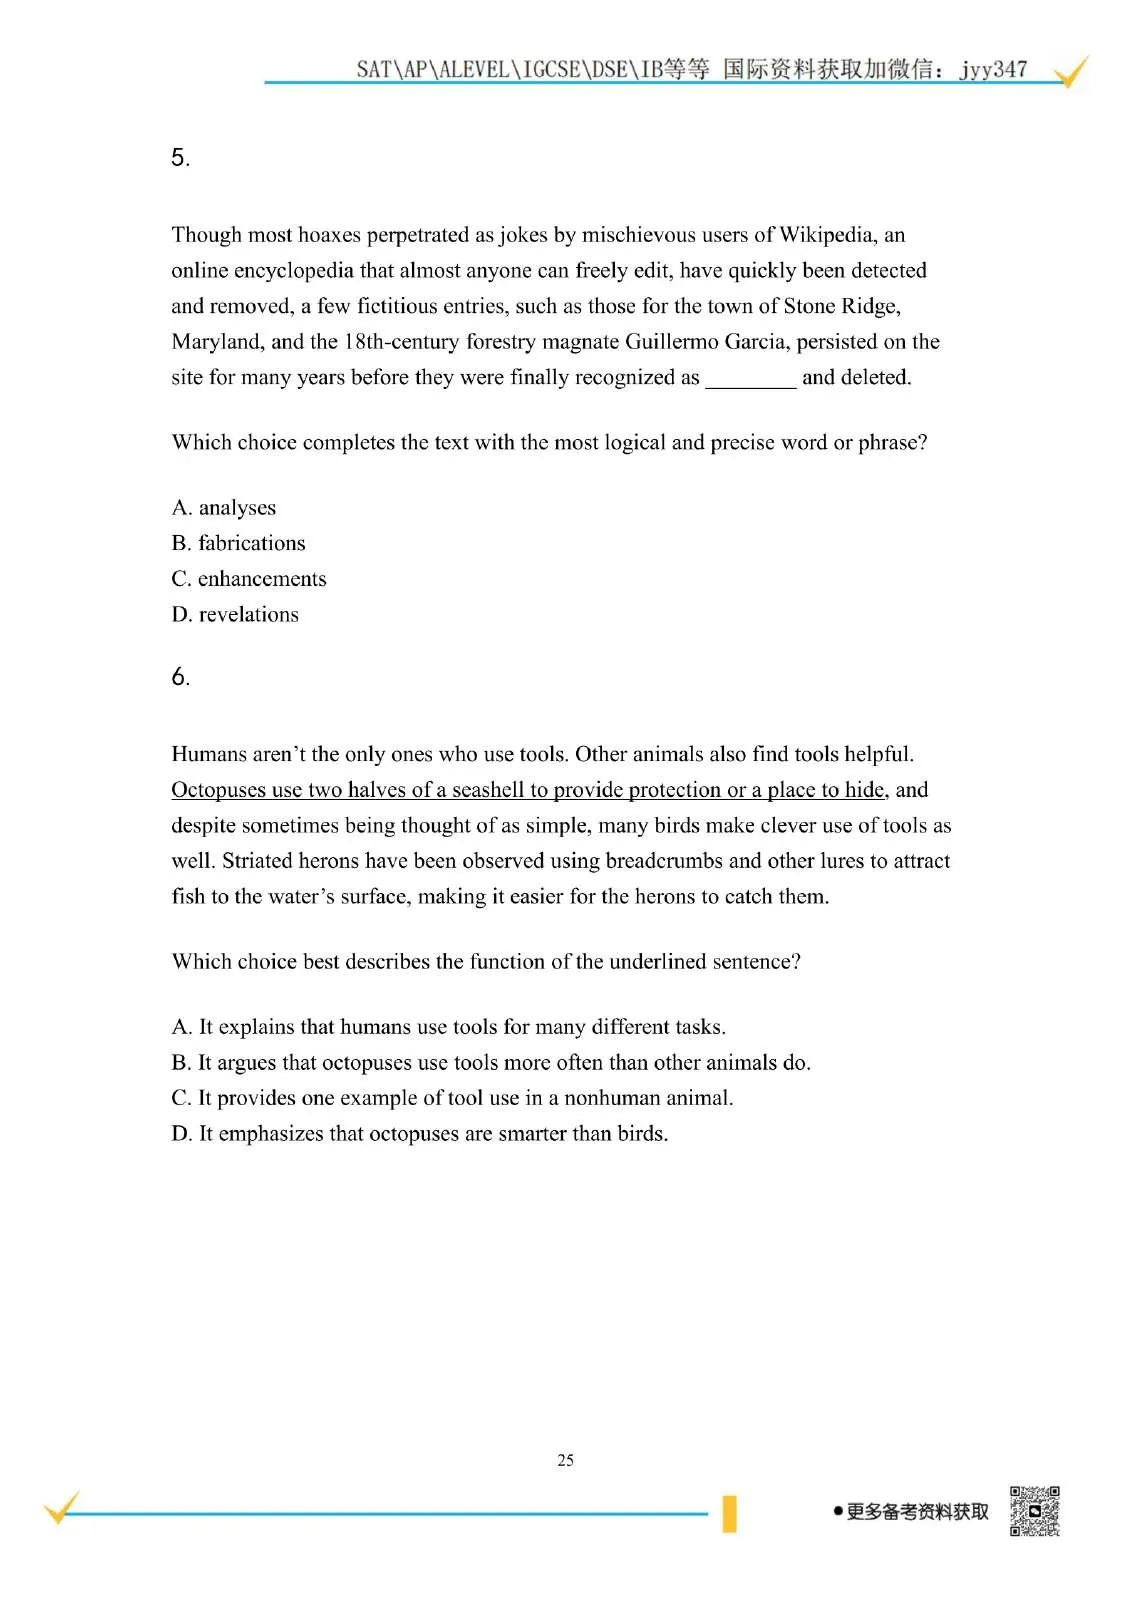 SAT\AP\ALEVEL\IGCSE\DSE\IB等等 国际资料获取加微信：jyy347
5.
Though most hoaxes perpetrated as jokes by mischievous users of Wikipedia, an
online encyclopedia that almost anyone can freely edit, have quickly been detected
and removed, a few fictitious entries, such as those for the town of Stone Ridge,
Maryland, and the 18th-century forestry magnate Guillermo Garcia, persisted on the
site for many years before they were finally recognized as ________ and deleted.
Which choice completes the text with the most logical and precise word or phrase?
A. analyses
B. fabrications
C. enhancements
D. revelations
6.
Humans aren’t the only ones who use tools. Other animals also find tools helpful.
Octopuses use two halves of a seashell to provide protection or a place to hide, and
despite sometimes being thought of as simple, many birds make clever use of tools as
well. Striated herons have been observed using breadcrumbs and other lures to attract
fish to the water’s surface, making it easier for the herons to catch them.
Which choice best describes the function of the underlined sentence?
A. It explains that humans use tools for many different tasks.
B. It argues that octopuses use tools more often than other animals do.
C. It provides one example of tool use in a nonhuman animal.
D. It emphasizes that octopuses are smarter than birds.
25
●更多备考资料获取